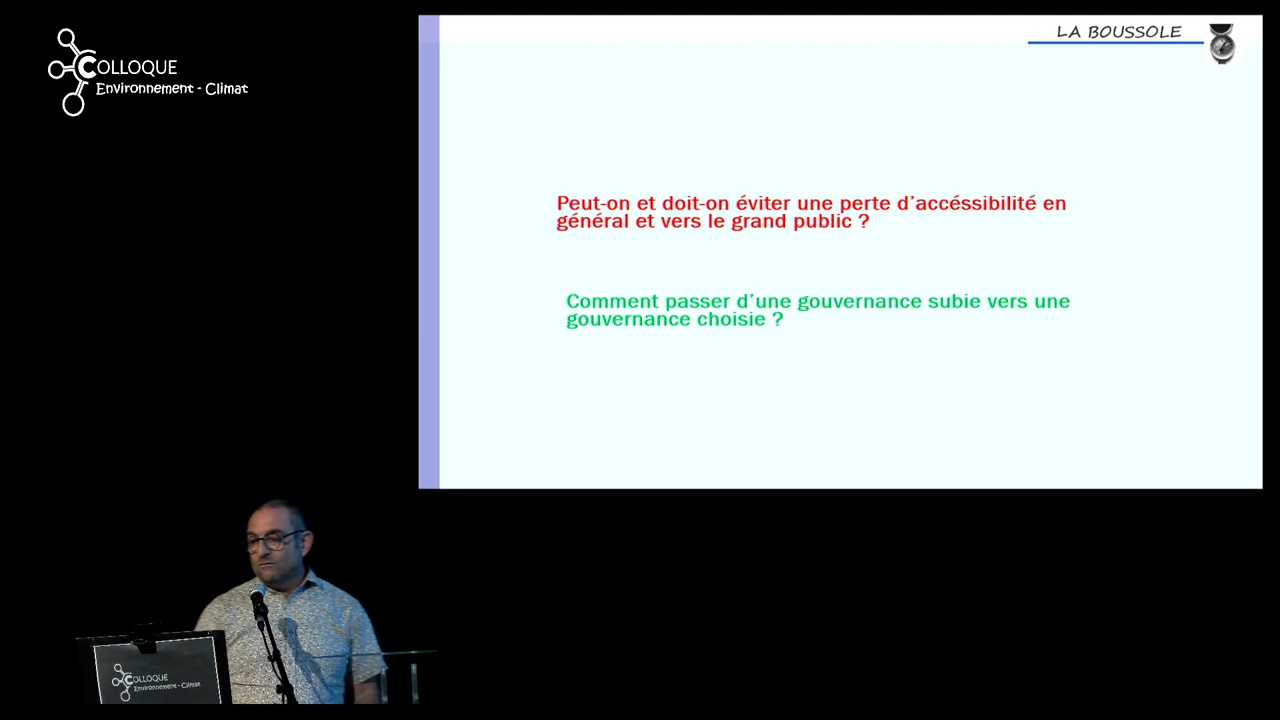 COLLOQUE
Environnement - Climat
LA BOUSSOLE
Peut-on et doit-on éviter une perte d'accéssibilité en
général et vers le grand public ?
Comment passer d'une gouvernance subie vers une
gouvernance choisie ?
COLLOQUE
Environnement - Climat